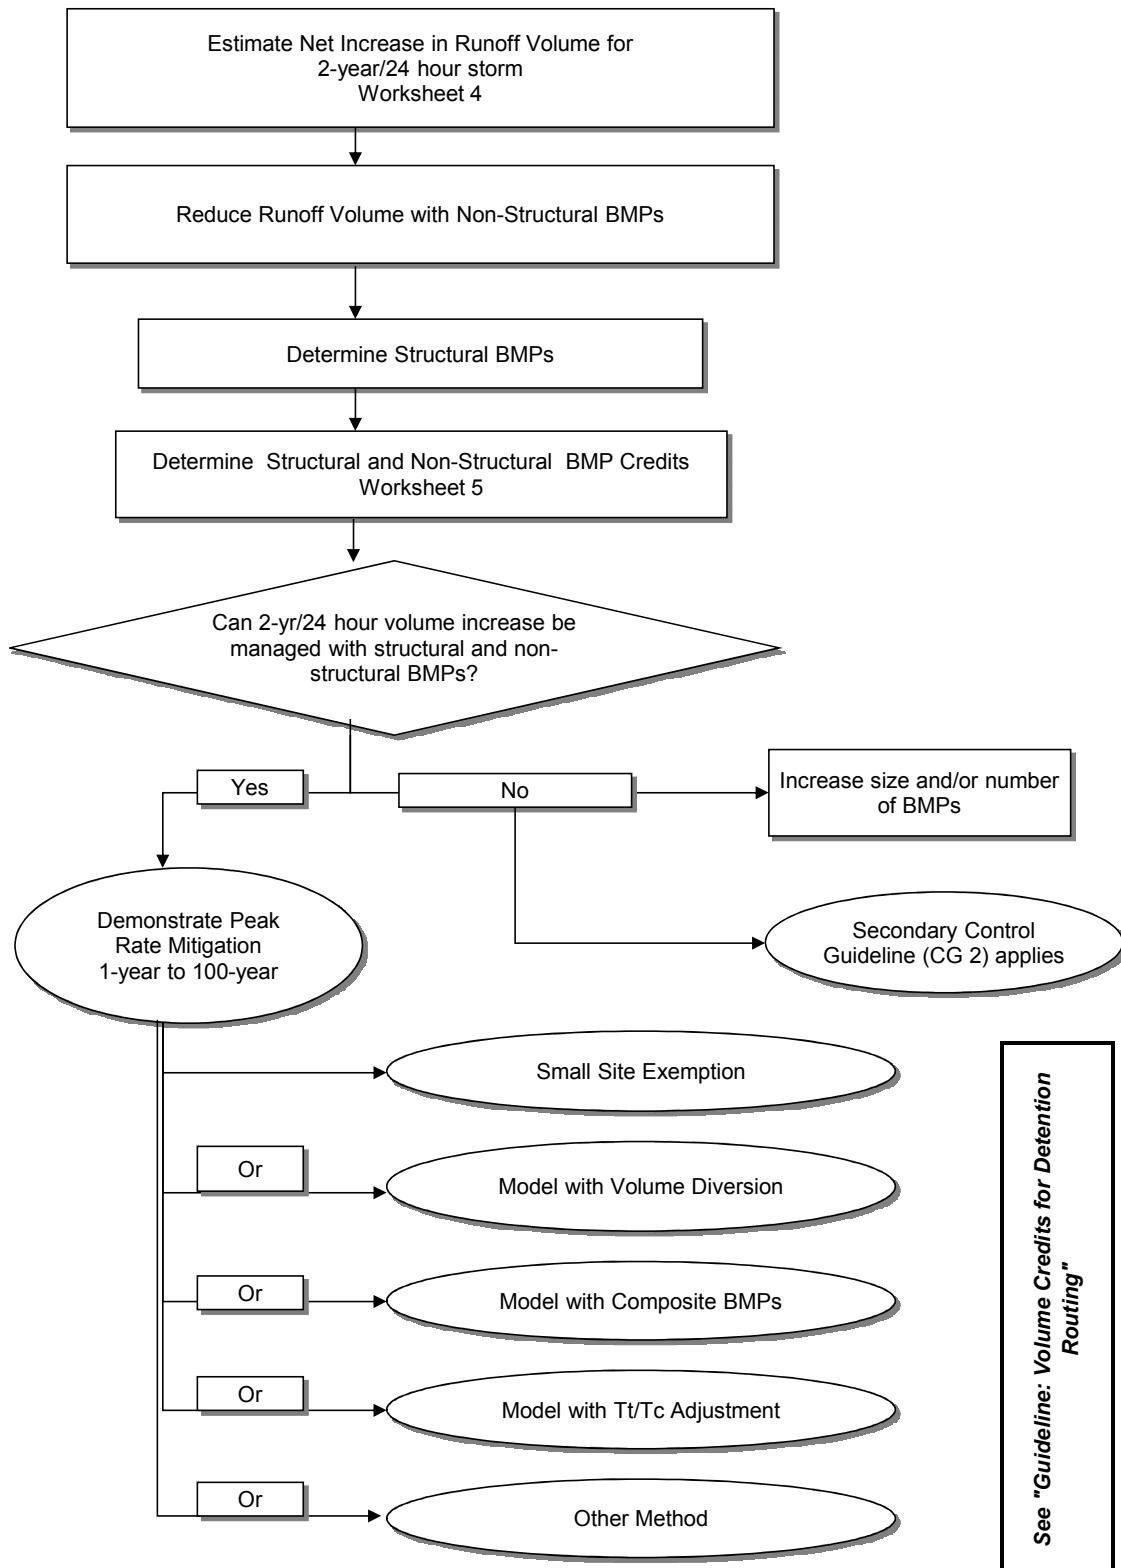 Estimate Net Increase in Runoff Volume for
2-year/24 hour storm
Worksheet 4
Reduce Runoff Volume with Non-Structural BMPs
Determine Structural BMPs
Determine Structural and Non-Structural BMP Credits
Worksheet 5
Can 2-yr/24 hour volume increase be
managed with structural and non-
structural BMPs?
Yes
No
Increase size and/or number
of BMPs
Demonstrate Peak
Rate Mitigation
1-year to 100-year
Secondary Control
Guideline (CG 2) applies
Small Site Exemption
Or
Model with Volume Diversion
Or
Model with Composite BMPs
Or
Model with Tt/Tc Adjustment
Or
Other Method
See "Guideline: Volume Credits for Detention
Routing"